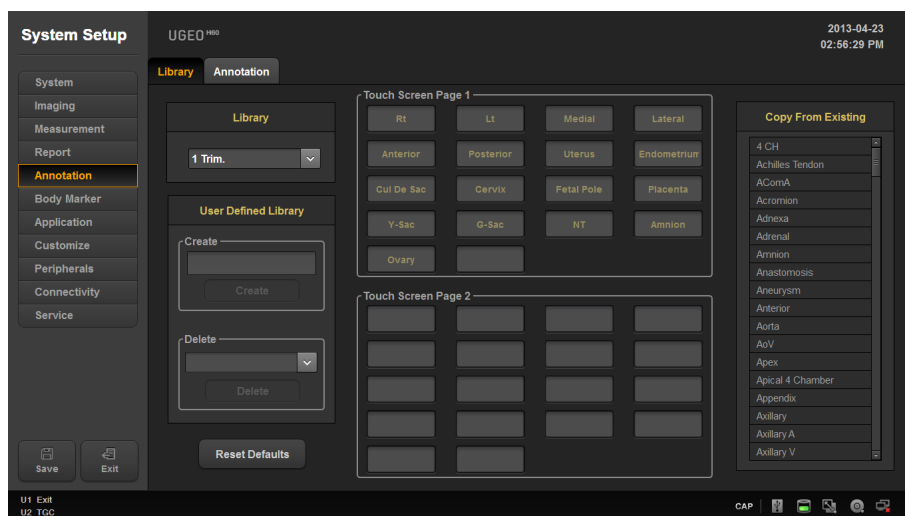 System Setup
UGEO H60
2013-04-23
02:56:29 PM
System
Imaging
Measurement
Report
Annotation
Body Marker
Application
Customize
Peripherals
Connectivity
Service
Save
Exit
Library Annotation
Library
1 Trim.
User Defined Library
Create
Create
Delete
Delete
Reset Defaults
Touch Screen Page 1
Rt Lt Medial Lateral
Anterior Posterior Uterus Endometrium
Cul De Sac Cervix Fetal Pole Placenta
Y-Sac G-Sac NT Amnion
Ovary
Touch Screen Page 2
Copy From Existing
4 CH
Achilles Tendon
AComA
Acromion
Adnexa
Adrenal
Amnion
Anastomosis
Aneurysm
Anterior
Aorta
AoV
Apex
Apical 4 Chamber
Appendix
Axillary
Axillary A
Axillary V
U1 Exit
U2 TGC
CAP